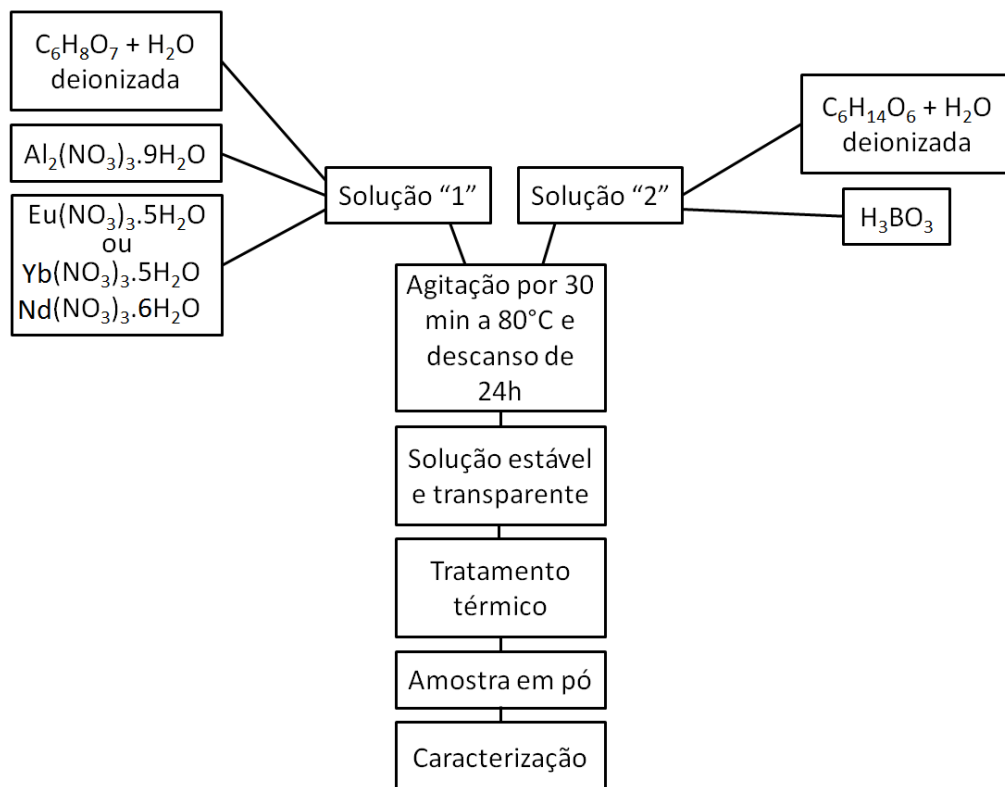 C₆H₈O₇ + H₂O
deionizada
Al₂(NO₃)₃.9H₂O
Eu(NO₃)₃.5H₂O
ou
Yb(NO₃)₃.5H₂O
Nd(NO₃)₃.6H₂O
Solução “1”
Solução “2”
C₆H₁₄O₆ + H₂O
deionizada
H₃BO₃
Agitação por 30
min a 80°C e
descanso de
24h
Solução estável
e transparente
Tratamento
térmico
Amostra em pó
Caracterização